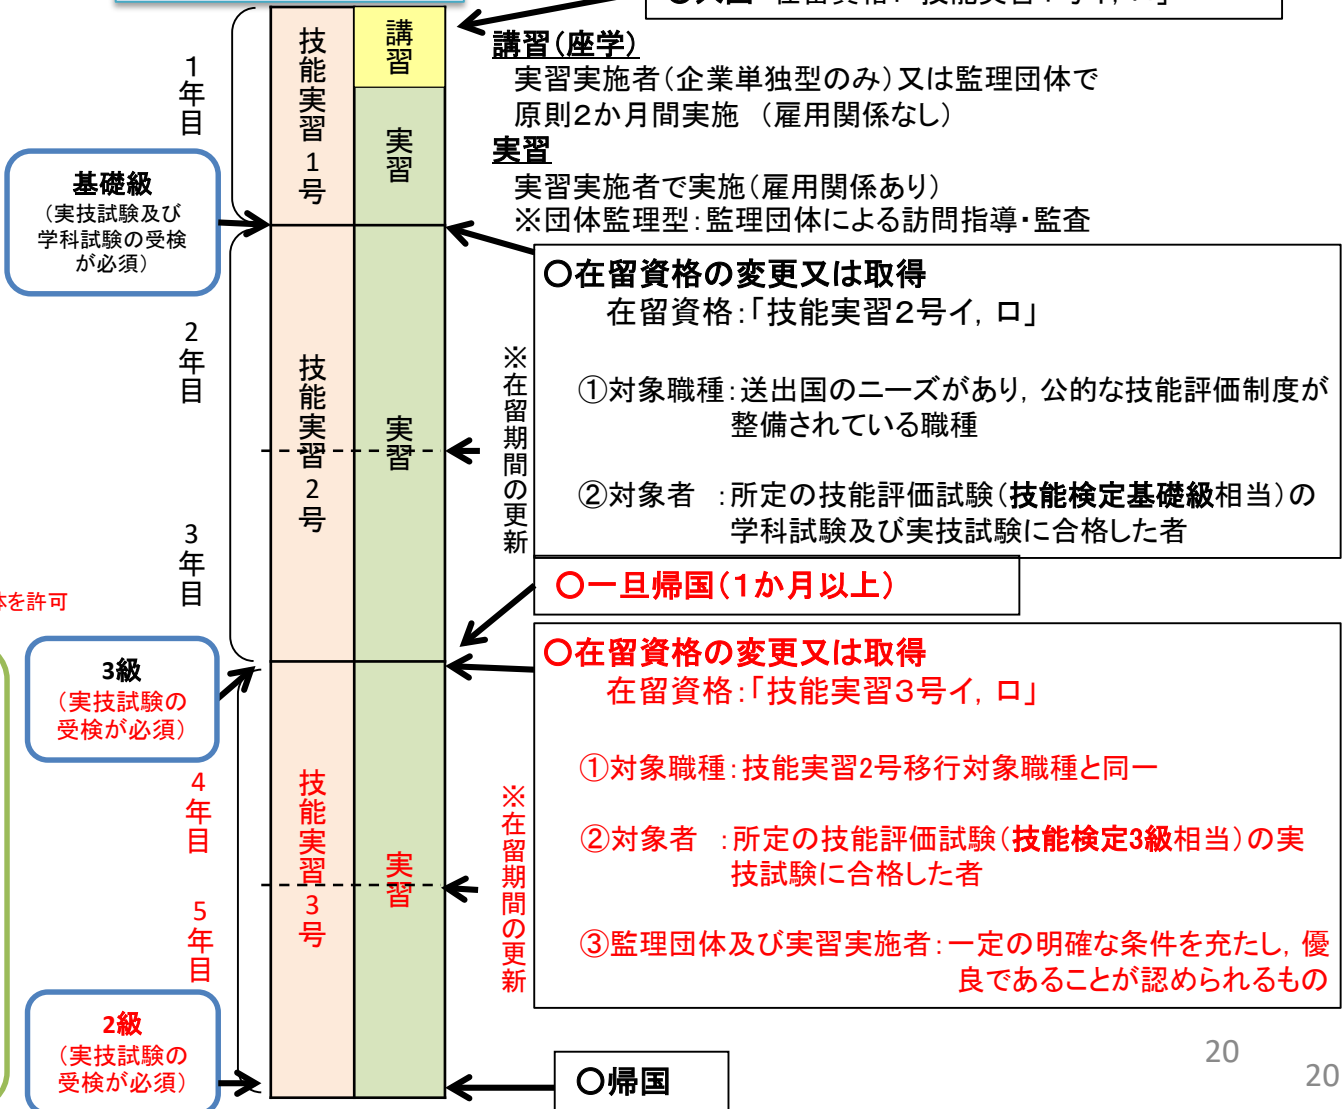 在留資格:「技能実習1号イ, ロ」
技能実習1号
講習
実習
1年目
講習(座学)
実習実施者(企業単独型のみ)又は監理団体で
原則2か月間実施 (雇用関係なし)
実習
実習実施者で実施(雇用関係あり)
※団体監理型:監理団体による訪問指導・監査
基礎級
(実技試験及び
学科試験の受検
が必須)
○在留資格の変更又は取得
在留資格:「技能実習2号イ, ロ」
①対象職種:送出国のニーズがあり, 公的な技能評価制度が
整備されている職種
②対象者 :所定の技能評価試験(技能検定基礎級相当)の
学科試験及び実技試験に合格した者
2年目
技能実習2号
実習
※在留期間の更新
3年目
○一旦帰国(1か月以上)
を許可
3級
(実技試験の
受検が必須)
○在留資格の変更又は取得
在留資格:「技能実習3号イ, ロ」
①対象職種:技能実習2号移行対象職種と同一
②対象者 :所定の技能評価試験(技能検定3級相当)の実
技試験に合格した者
③監理団体及び実習実施者:一定の明確な条件を充たし, 優
良であることが認められるもの
4年目
技能実習3号
実習
※在留期間の更新
5年目
2級
(実技試験の
受検が必須)
○帰国
20
20